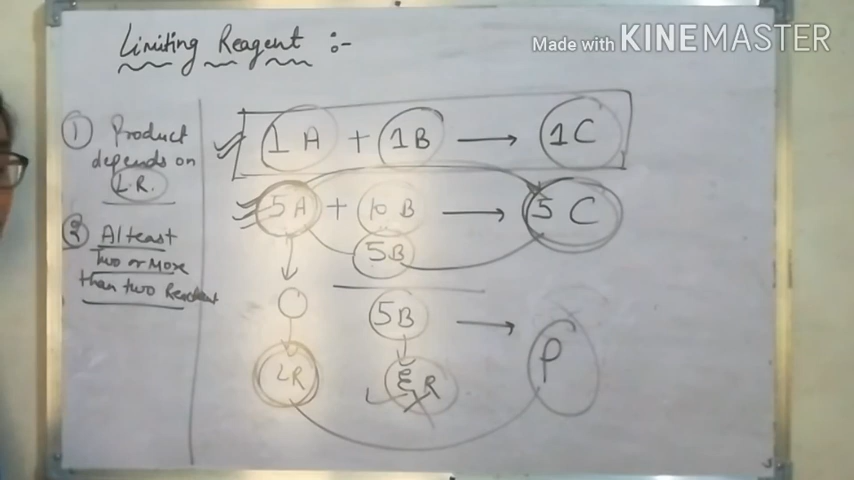 Limiting Reagent :-
Made with KINEMASTER
① Product
depends on
L.R.
② Atleast
Two or More
than two Reactant
1 A + 1B → 1C
5A + 10 B → 5 C
5B
5B → P
LR
ER